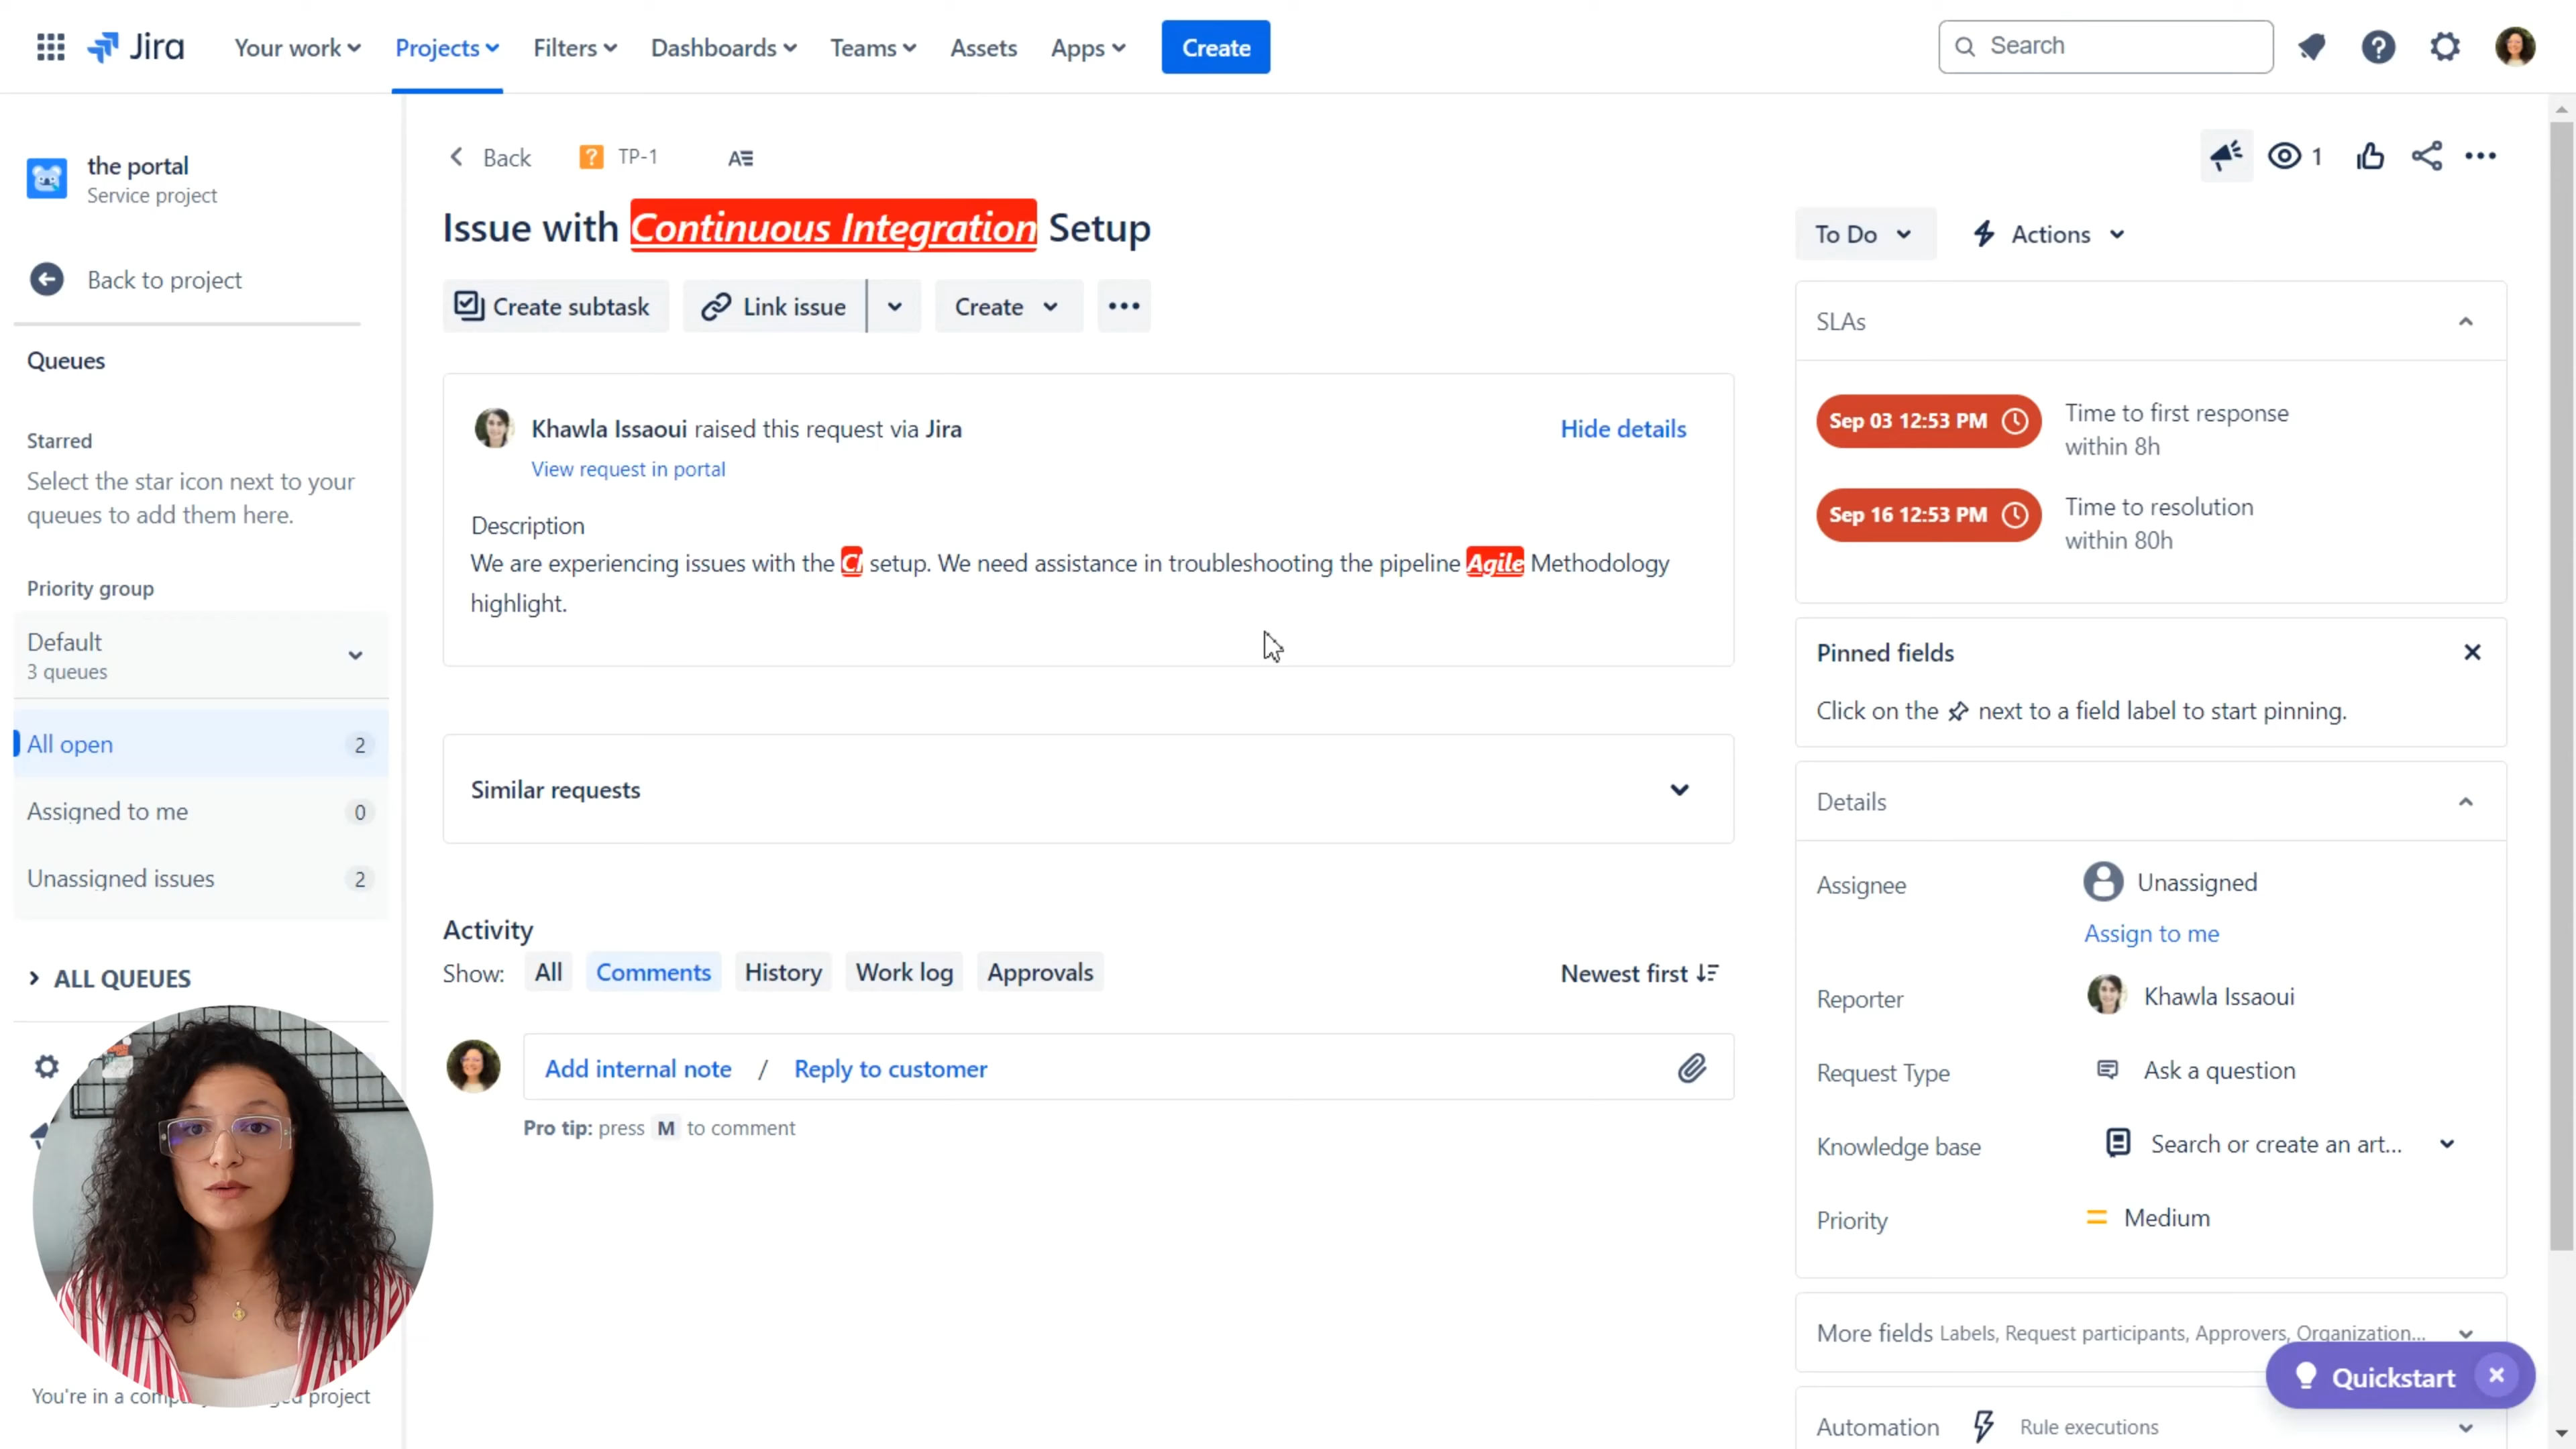 Jira
Your work
Projects
Filters
Dashboards
Teams
Assets
Apps
Create
Search
the portal
Service project
Back to project
Queues
Starred
Select the star icon next to your
queues to add them here.
Priority group
Default
3 queues
All open 2
Assigned to me 0
Unassigned issues 2
ALL QUEUES
You're in a com
project
Back
TP-1
Issue with Continuous Integration Setup
Create subtask
Link issue
Create
Khawla Issaoui raised this request via Jira
Hide details
View request in portal
Description
We are experiencing issues with the CI setup. We need assistance in troubleshooting the pipeline Agile Methodology
highlight.
Similar requests
Activity
Show: All Comments History Work log Approvals
Newest first
Add internal note / Reply to customer
Pro tip: press M to comment
1
To Do
Actions
SLAs
Sep 03 12:53 PM
Time to first response
within 8h
Sep 16 12:53 PM
Time to resolution
within 80h
Pinned fields
Click on the next to a field label to start pinning.
Details
Assignee
Unassigned
Assign to me
Reporter
Khawla Issaoui
Request Type
Ask a question
Knowledge base
Search or create an art...
Priority
Medium
More fields Labels, Request participants, Approvers, Organization...
Quickstart
Automation
Rule executions